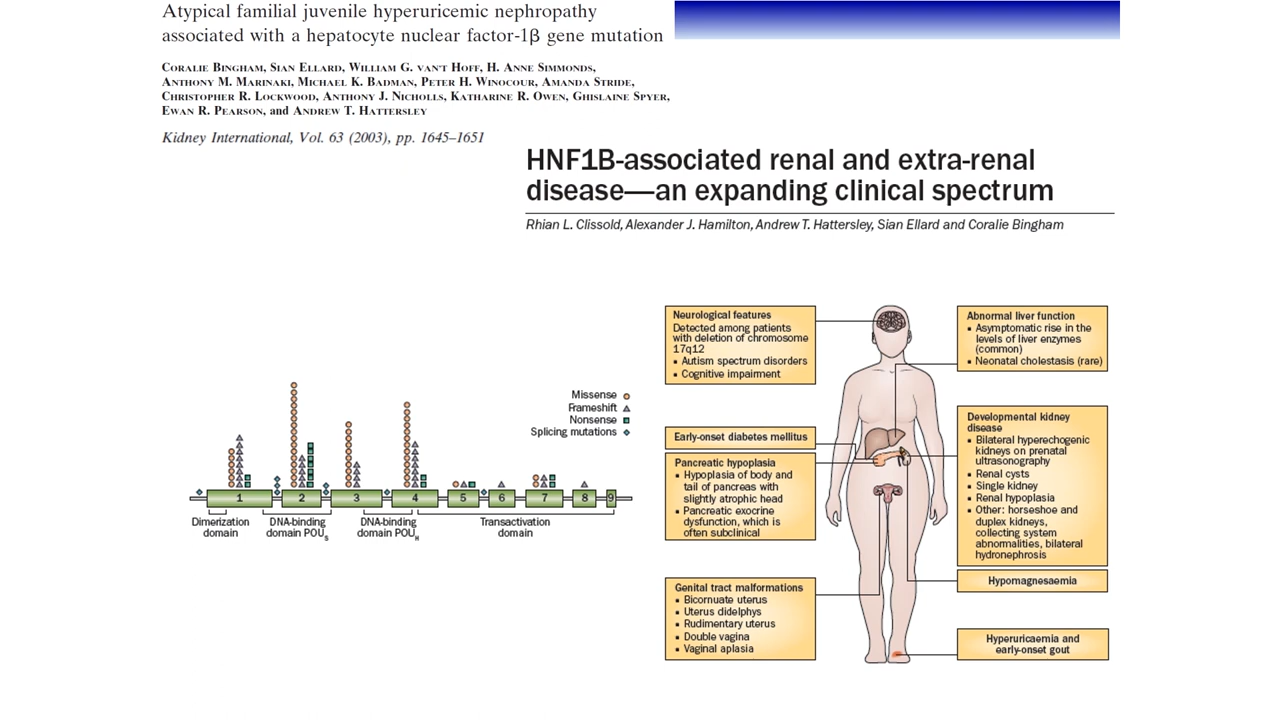 Atypical familial juvenile hyperuricemic nephropathy
associated with a hepatocyte nuclear factor-1β gene mutation
CORALIE BINGHAM, SIAN ELLARD, WILLIAM G. VAN'T HOFF, H. ANNE SIMMONDS,
ANTHONY M. MARINAKI, MICHAEL K. BADMAN, PETER H. WINOCOUR, AMANDA STRIDE,
CHRISTOPHER R. LOCKWOOD, ANTHONY J. NICHOLLS, KATHARINE R. OWEN, GHISLAINE SPYER,
EWAN R. PEARSON, and ANDREW T. HATTERSLEY
Kidney International, Vol. 63 (2003), pp. 1645–1651
HNF1B-associated renal and extra-renal
disease—an expanding clinical spectrum
Rhian L. Clissold, Alexander J. Hamilton, Andrew T. Hattersley, Sian Ellard and Coralie Bingham
Missense
Frameshift
Nonsense
Splicing mutations
1 2 3 4 5 6 7 8 9
Dimerization
domain
DNA-binding
domain POUS
DNA-binding
domain POUH
Transactivation
domain
Neurological features
Detected among patients
with deletion of chromosome
17q12
▪ Autism spectrum disorders
▪ Cognitive impairment
Early-onset diabetes mellitus
Pancreatic hypoplasia
▪ Hypoplasia of body and
tail of pancreas with
slightly atrophic head
▪ Pancreatic exocrine
dysfunction, which is
often subclinical
Genital tract malformations
▪ Bicornuate uterus
▪ Uterus didelphys
▪ Rudimentary uterus
▪ Double vagina
▪ Vaginal aplasia
Abnormal liver function
▪ Asymptomatic rise in the
levels of liver enzymes
(common)
▪ Neonatal cholestasis (rare)
Developmental kidney
disease
▪ Bilateral hyperechogenic
kidneys on prenatal
ultrasonography
▪ Renal cysts
▪ Single kidney
▪ Renal hypoplasia
▪ Other: horseshoe and
duplex kidneys,
collecting system
abnormalities, bilateral
hydronephrosis
Hypomagnesaemia
Hyperuricaemia and
early-onset gout